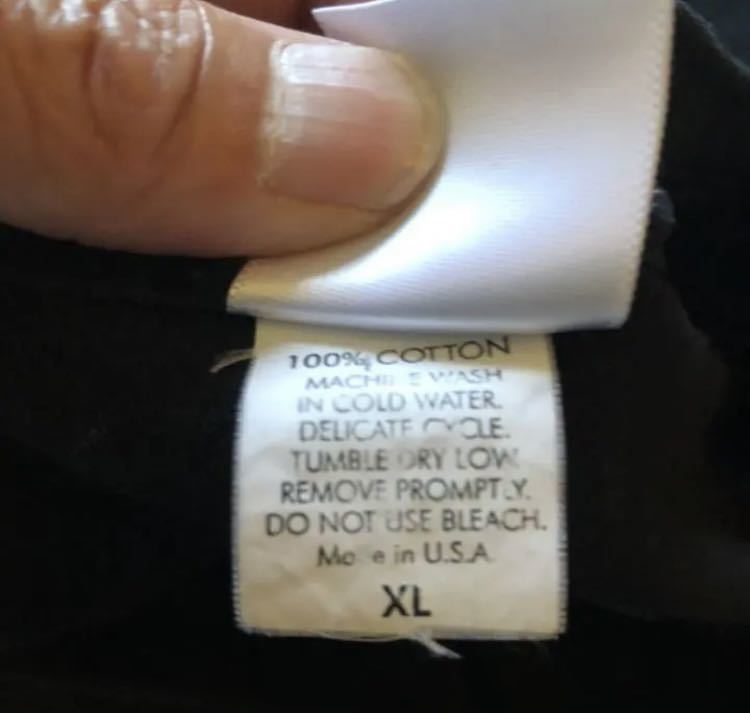 100% COTTON
MACHINE WASH
IN COLD WATER.
DELICATE CYCLE.
TUMBLE DRY LOW
REMOVE PROMPTLY.
DO NOT USE BLEACH.
Made in U.S.A
XL